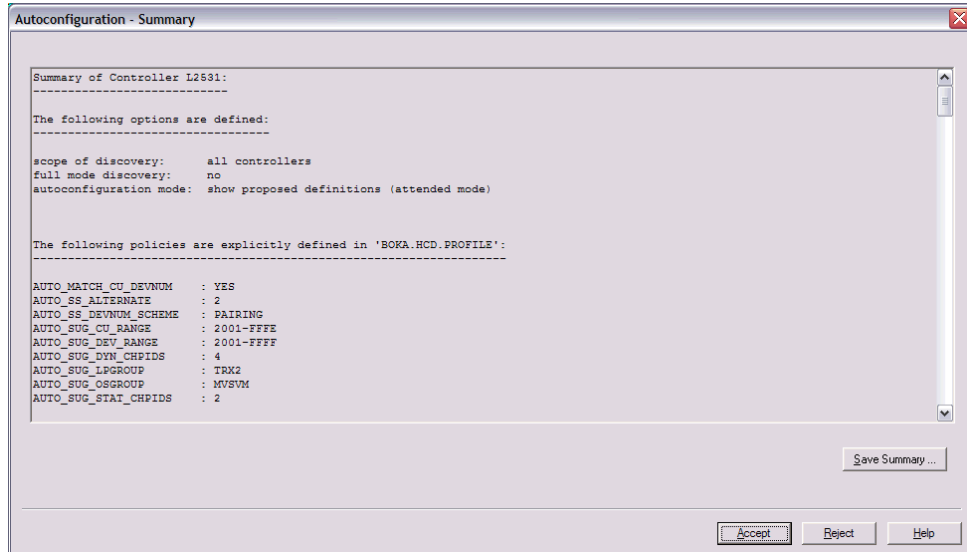 Autoconfiguration - Summary
Summary of Controller L2531:
----------------------------
The following options are defined:
----------------------------------
scope of discovery:      all controllers
full mode discovery:     no
autoconfiguration mode:  show proposed definitions (attended mode)
The following policies are explicitly defined in 'BOKA.HCD.PROFILE':
--------------------------------------------------------------------
AUTO_MATCH_CU_DEVNUM    : YES
AUTO_SS_ALTERNATE       : 2
AUTO_SS_DEVNUM_SCHEME   : PAIRING
AUTO_SUG_CU_RANGE       : 2001-FFFE
AUTO_SUG_DEV_RANGE      : 2001-FFFF
AUTO_SUG_DYN_CHPIDS     : 4
AUTO_SUG_LPGROUP        : TRX2
AUTO_SUG_OSGROUP        : MVSVM
AUTO_SUG_STAT_CHPIDS    : 2
Save Summary ...
Accept Reject Help